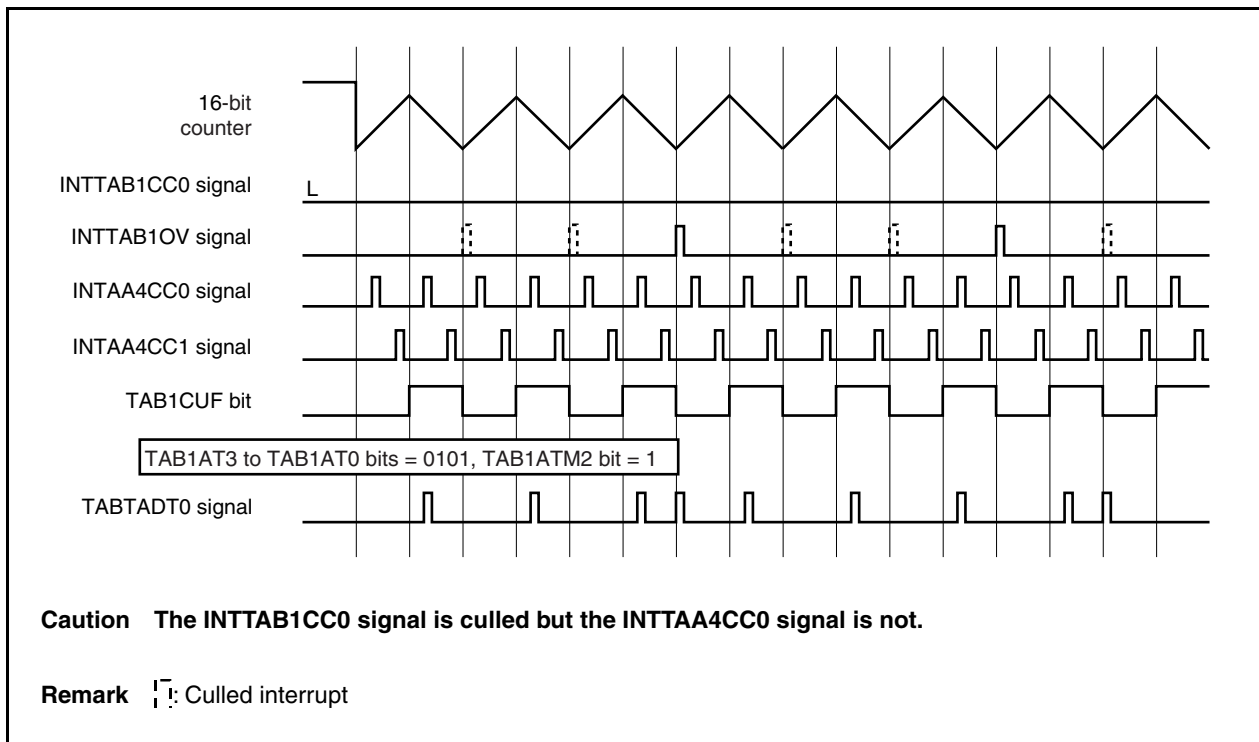 16-bit
counter
INTTAB1CC0 signal
L
INTTAB1OV signal
INTAA4CC0 signal
INTAA4CC1 signal
TAB1CUF bit
TAB1AT3 to TAB1AT0 bits = 0101, TAB1ATM2 bit = 1
TABTADT0 signal
Caution The INTTAB1CC0 signal is culled but the INTTAA4CC0 signal is not.
Remark : Culled interrupt